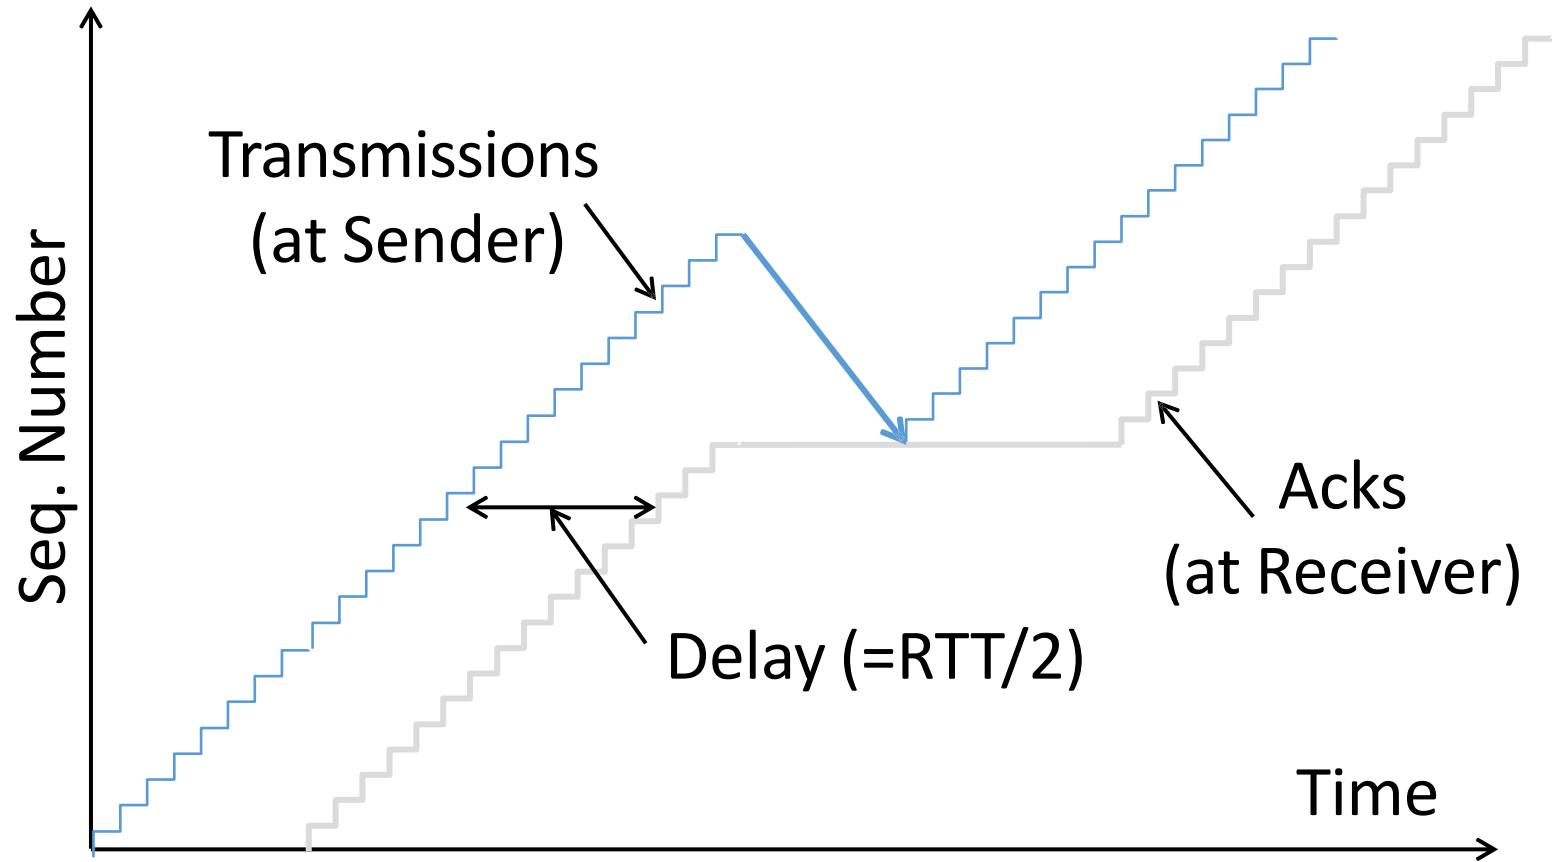 Transmissions
(at Sender)
Seq. Number
Acks
(at Receiver)
Delay (=RTT/2)
Time